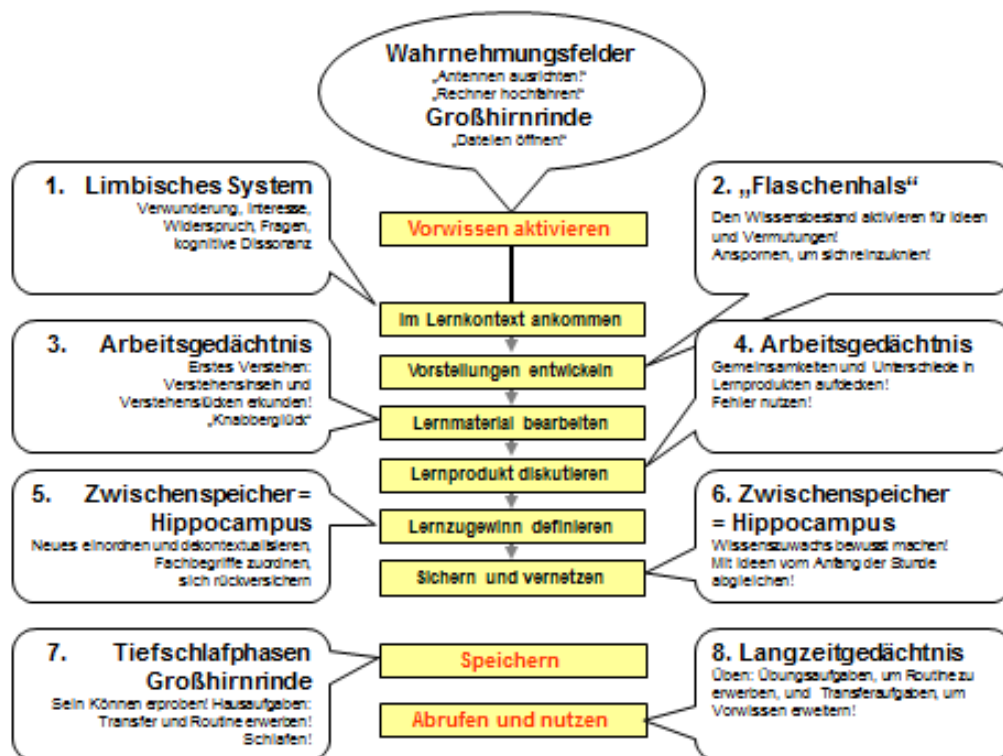 Wahrnehmungsfelder
„Antennen ausrichten!“
„Rechner hochfahren!“
Großhirnrinde
„Dateien öffnen!“
Vorwissen aktivieren
1. Limbisches System
Verwunderung, Interesse,
Widerspruch, Fragen,
kognitive Dissonanz
2. „Flaschenhals“
Den Wissensbestand aktivieren für Ideen
und Vermutungen!
Anspornen, um sich reinzuknien!
Im Lernkontext ankommen
3. Arbeitsgedächtnis
Erstes Verstehen:
Verstehensinseln und
Verstehenslücken erkunden!
„Knabberglück“
Vorstellungen entwickeln
4. Arbeitsgedächtnis
Gemeinsamkeiten und Unterschiede in
Lernprodukten aufdecken!
Fehler nutzen!
Lernmaterial bearbeiten
Lernprodukt diskutieren
5. Zwischenspeicher =
Hippocampus
Neues einordnen und dekontextualisieren,
Fachbegriffe zuordnen,
sich rückversichern
Lernzugewinn definieren
6. Zwischenspeicher
= Hippocampus
Wissenszuwachs bewusst machen!
Mit Ideen vom Anfang der Stunde
abgleichen!
Sichern und vernetzen
7. Tiefschlafphasen
Großhirnrinde
Sein Können erproben! Hausaufgaben:
Transfer und Routine erwerben!
Schlafen!
Speichern
8. Langzeitgedächtnis
Üben: Übungsaufgaben, um Routine zu
erwerben, und Transferaufgaben, um
Vorwissen erweitern!
Abrufen und nutzen